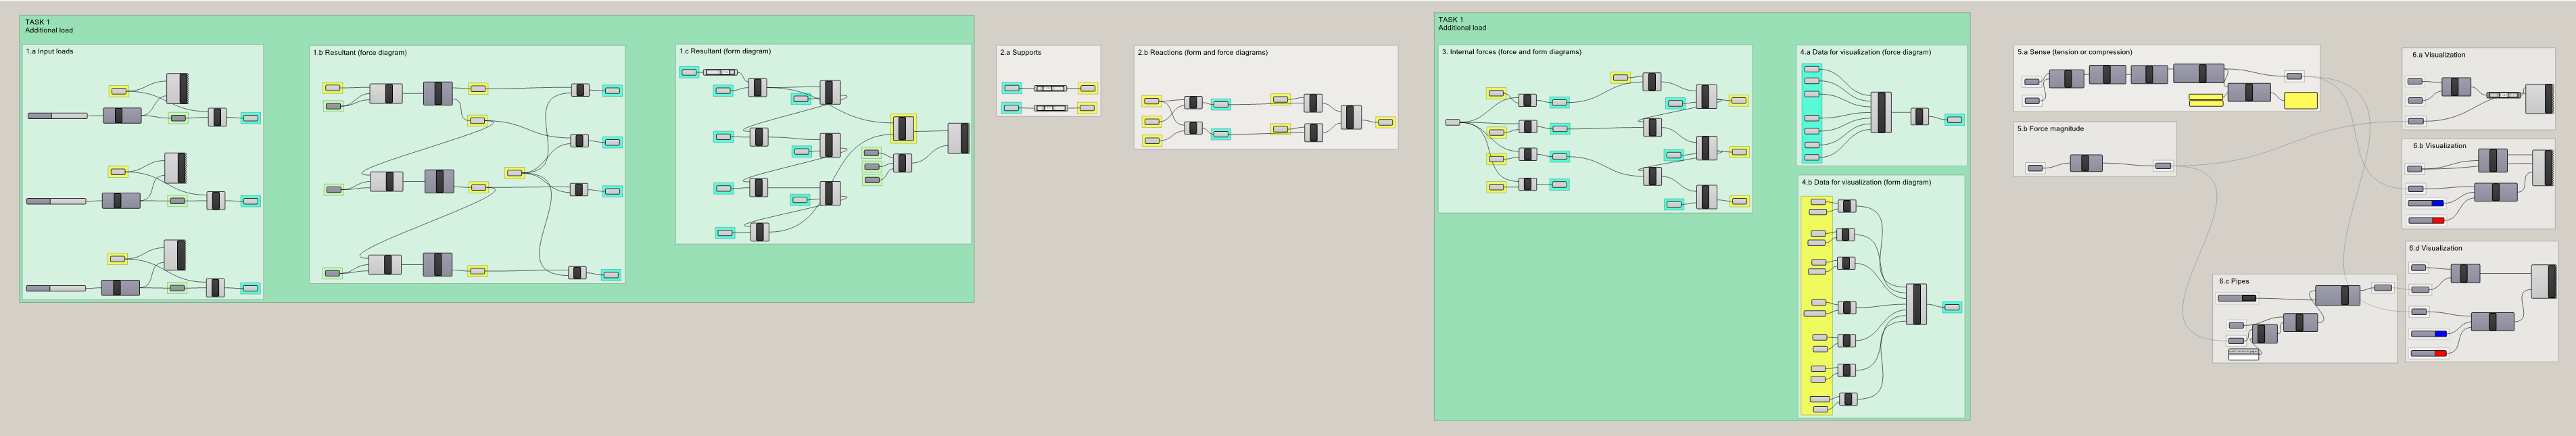 TASK 1
Additional load
1.a Input loads
1.b Resultant (force diagram)
1.c Resultant (form diagram)
2.a Supports
2.b Reactions (form and force diagrams)
TASK 1
Additional load
3. Internal forces (force and form diagrams)
4.a Data for visualization (force diagram)
4.b Data for visualization (form diagram)
5.a Sense (tension or compression)
5.b Force magnitude
6.a Visualization
6.b Visualization
6.c Pipes
6.d Visualization